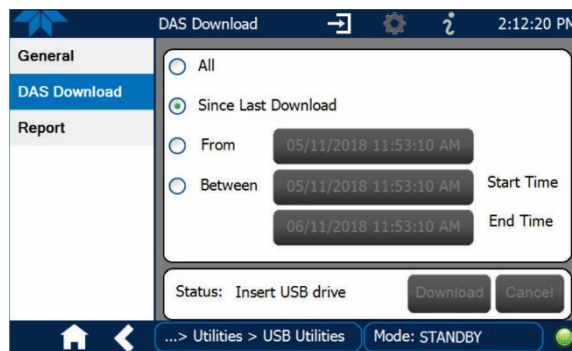 DAS Download 2:12:20 PM
General
DAS Download
Report
All
Since Last Download
From 05/11/2018 11:53:10 AM
Between 05/11/2018 11:53:10 AM Start Time
06/11/2018 11:53:10 AM End Time
Status: Insert USB drive Download Cancel
...> Utilities > USB Utilities Mode: STANDBY